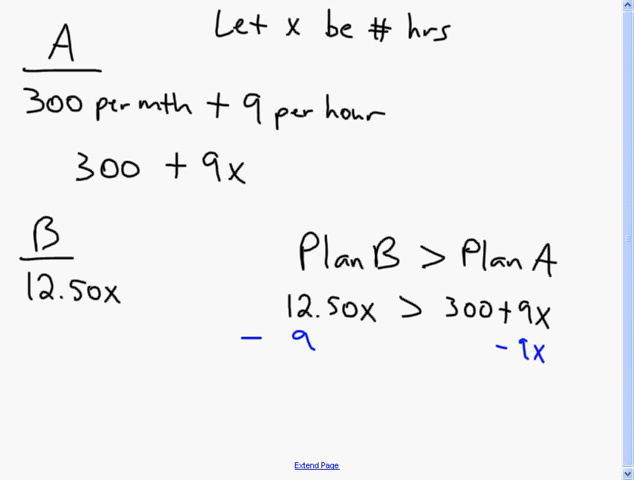 Let x be # hrs
A
300 per mth + 9 per hour
300 + 9x
B
12.50x
Plan B > Plan A
12.50x > 300+9x
- 9 - 9x
Extend Page